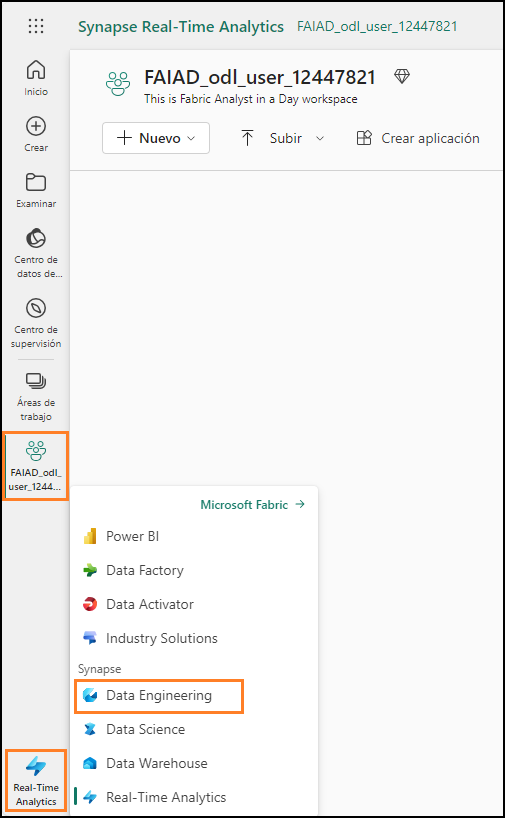 Synapse Real-Time Analytics FAIAD_odl_user_12447821
Inicio
Crear
Examinar
Centro de
datos de...
Centro de
supervisión
Áreas de
trabajo
FAIAD_odl_
user_1244...
Real-Time
Analytics
FAIAD_odl_user_12447821
This is Fabric Analyst in a Day workspace
Nuevo Subir Crear aplicación
Microsoft Fabric
Power BI
Data Factory
Data Activator
Industry Solutions
Synapse
Data Engineering
Data Science
Data Warehouse
Real-Time Analytics